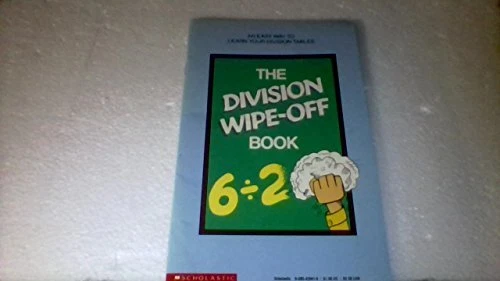 AN EASY WAY TO
LEARN YOUR DIVISION TABLES
THE
DIVISION
WIPE-OFF
BOOK
6÷2
SCHOLASTIC